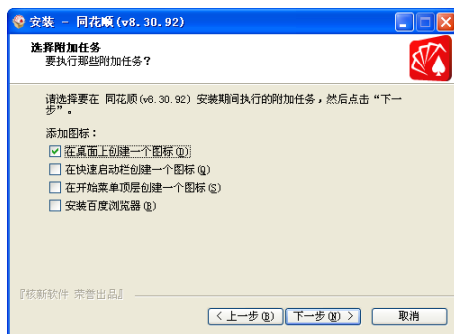 安装 - 同花顺(v8.30.92)
选择附加任务
要执行那些附加任务?
请选择要在 同花顺(v8.30.92) 安装期间执行的附加任务,然后点击“下一
步”。
添加图标:
在桌面上创建一个图标(D)
在快速启动栏创建一个图标(Q)
在开始菜单顶层创建一个图标(S)
安装百度浏览器(B)
『核新软件 荣誉出品』
< 上一步(B) 下一步(N) > 取消